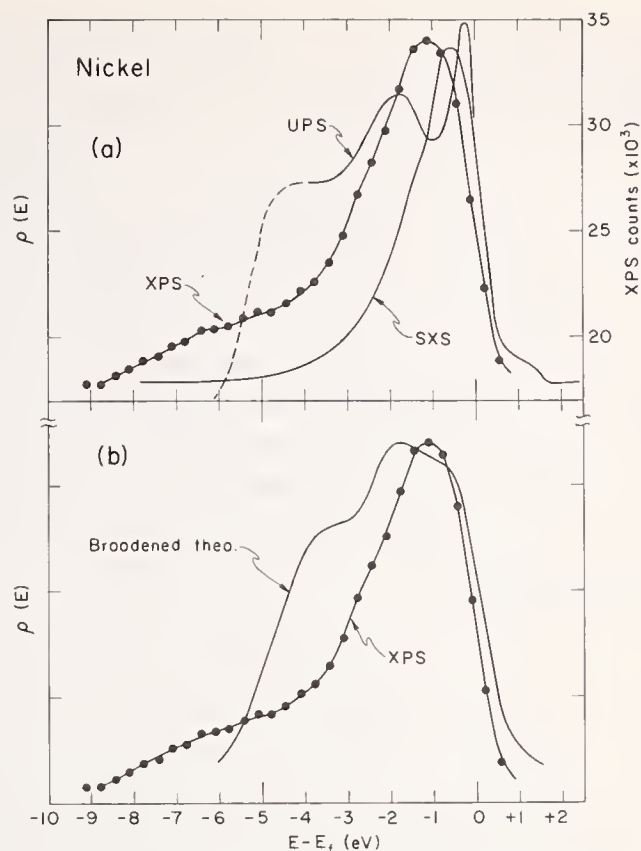 Nickel
(a)
UPS
XPS
SXS
ρ (E)
35
30
25
20
XPS counts (x10³)
(b)
Broadened theo.
XPS
ρ (E)
-10 -9 -8 -7 -6 -5 -4 -3 -2 -1 0 +1 +2
E-E_f (eV)